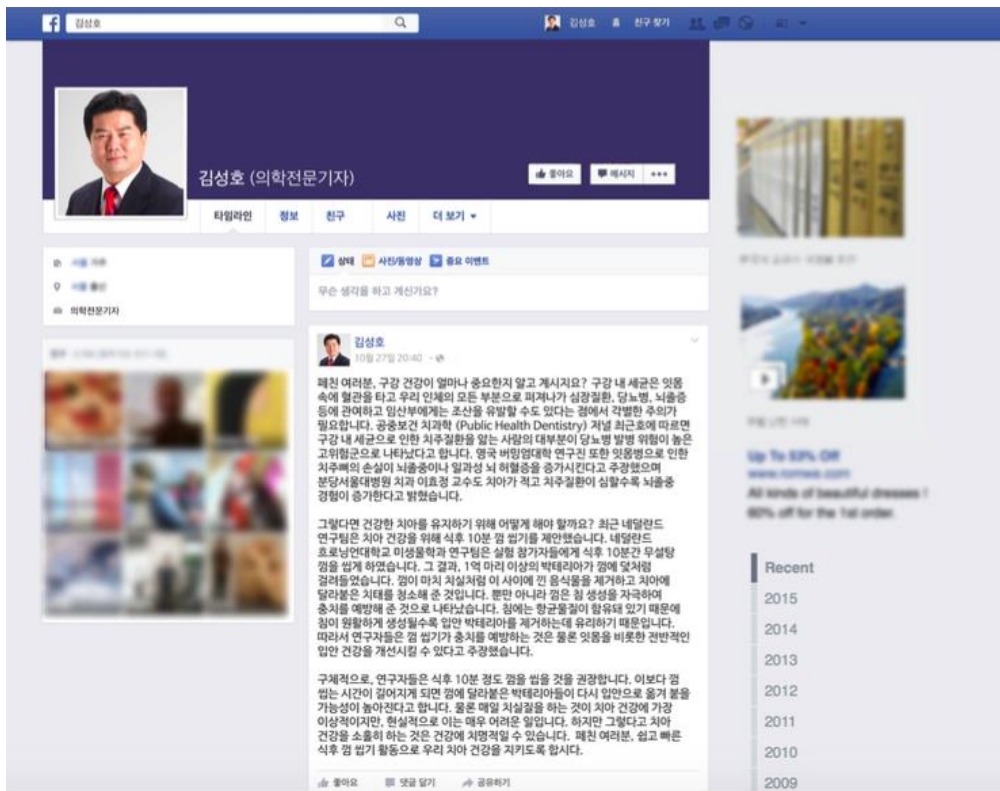 김성호
김성호 홈 친구 찾기
김성호 (의학전문기자)
좋아요 메시지
타임라인 정보 친구 사진 더 보기
의학전문기자
상태 사진/동영상 중요 이벤트
무슨 생각을 하고 계신가요?
김성호
10월 27일 20:40
페친 여러분, 구강 건강이 얼마나 중요한지 알고 계시지요? 구강 내 세균은 잇몸
속에 혈관을 타고 우리 인체의 모든 부분으로 퍼져나가 심장질환, 당뇨병, 뇌졸중
등에 관여하고 임산부에게는 조산을 유발할 수도 있다는 점에서 각별한 주의가
필요합니다. 공중보건 치과학 (Public Health Dentistry) 저널 최근호에 따르면
구강 내 세균으로 인한 치주질환을 앓는 사람의 대부분이 당뇨병 발병 위험이 높은
고위험군으로 나타났다고 합니다. 영국 버밍엄대학 연구진 또한 잇몸병으로 인한
치주뼈의 손실이 뇌졸중이나 일과성 뇌 허혈증을 증가시킨다고 주장했으며
분당서울대병원 치과 이효정 교수도 치아가 적고 치주질환이 심할수록 뇌졸중
경험이 증가한다고 밝혔습니다.
그렇다면 건강한 치아를 유지하기 위해 어떻게 해야 할까요? 최근 네덜란드
연구팀은 치아 건강을 위해 식후 10분 껌 씹기를 제안했습니다. 네덜란드
흐로닝언대학교 미생물학과 연구팀은 실험 참가자들에게 식후 10분간 무설탕
껌을 씹게 하였습니다. 그 결과, 1억 마리 이상의 박테리아가 껌에 덫처럼
걸려들었습니다. 껌이 마치 치실처럼 이 사이에 낀 음식물을 제거하고 치아에
달라붙은 치태를 청소해 준 것입니다. 뿐만 아니라 껌은 침 생성을 자극하여
충치를 예방해 준 것으로 나타났습니다. 침에는 항균물질이 함유돼 있기 때문에
침이 원활하게 생성될수록 입안 박테리아를 제거하는데 유리하기 때문입니다.
따라서 연구자들은 껌 씹기가 충치를 예방하는 것은 물론 잇몸을 비롯한 전반적인
입안 건강을 개선시킬 수 있다고 주장했습니다.
구체적으로, 연구자들은 식후 10분 정도 껌을 씹을 것을 권장합니다. 이보다 껌
씹는 시간이 길어지게 되면 껌에 달라붙은 박테리아들이 다시 입안으로 옮겨 붙을
가능성이 높아진다고 합니다. 물론 매일 치실질을 하는 것이 치아 건강에 가장
이상적이지만, 현실적으로 이는 매우 어려운 일입니다. 하지만 그렇다고 치아
건강을 소홀히 하는 것은 건강에 치명적일 수 있습니다. 페친 여러분, 쉽고 빠른
식후 껌 씹기 활동으로 우리 치아 건강을 지키도록 합시다.
좋아요 댓글 달기 공유하기
Up To 53% Off
www.romwe.com
All kinds of beautiful dresses !
60% off for the 1st order.
Recent
2015
2014
2013
2012
2011
2010
2009